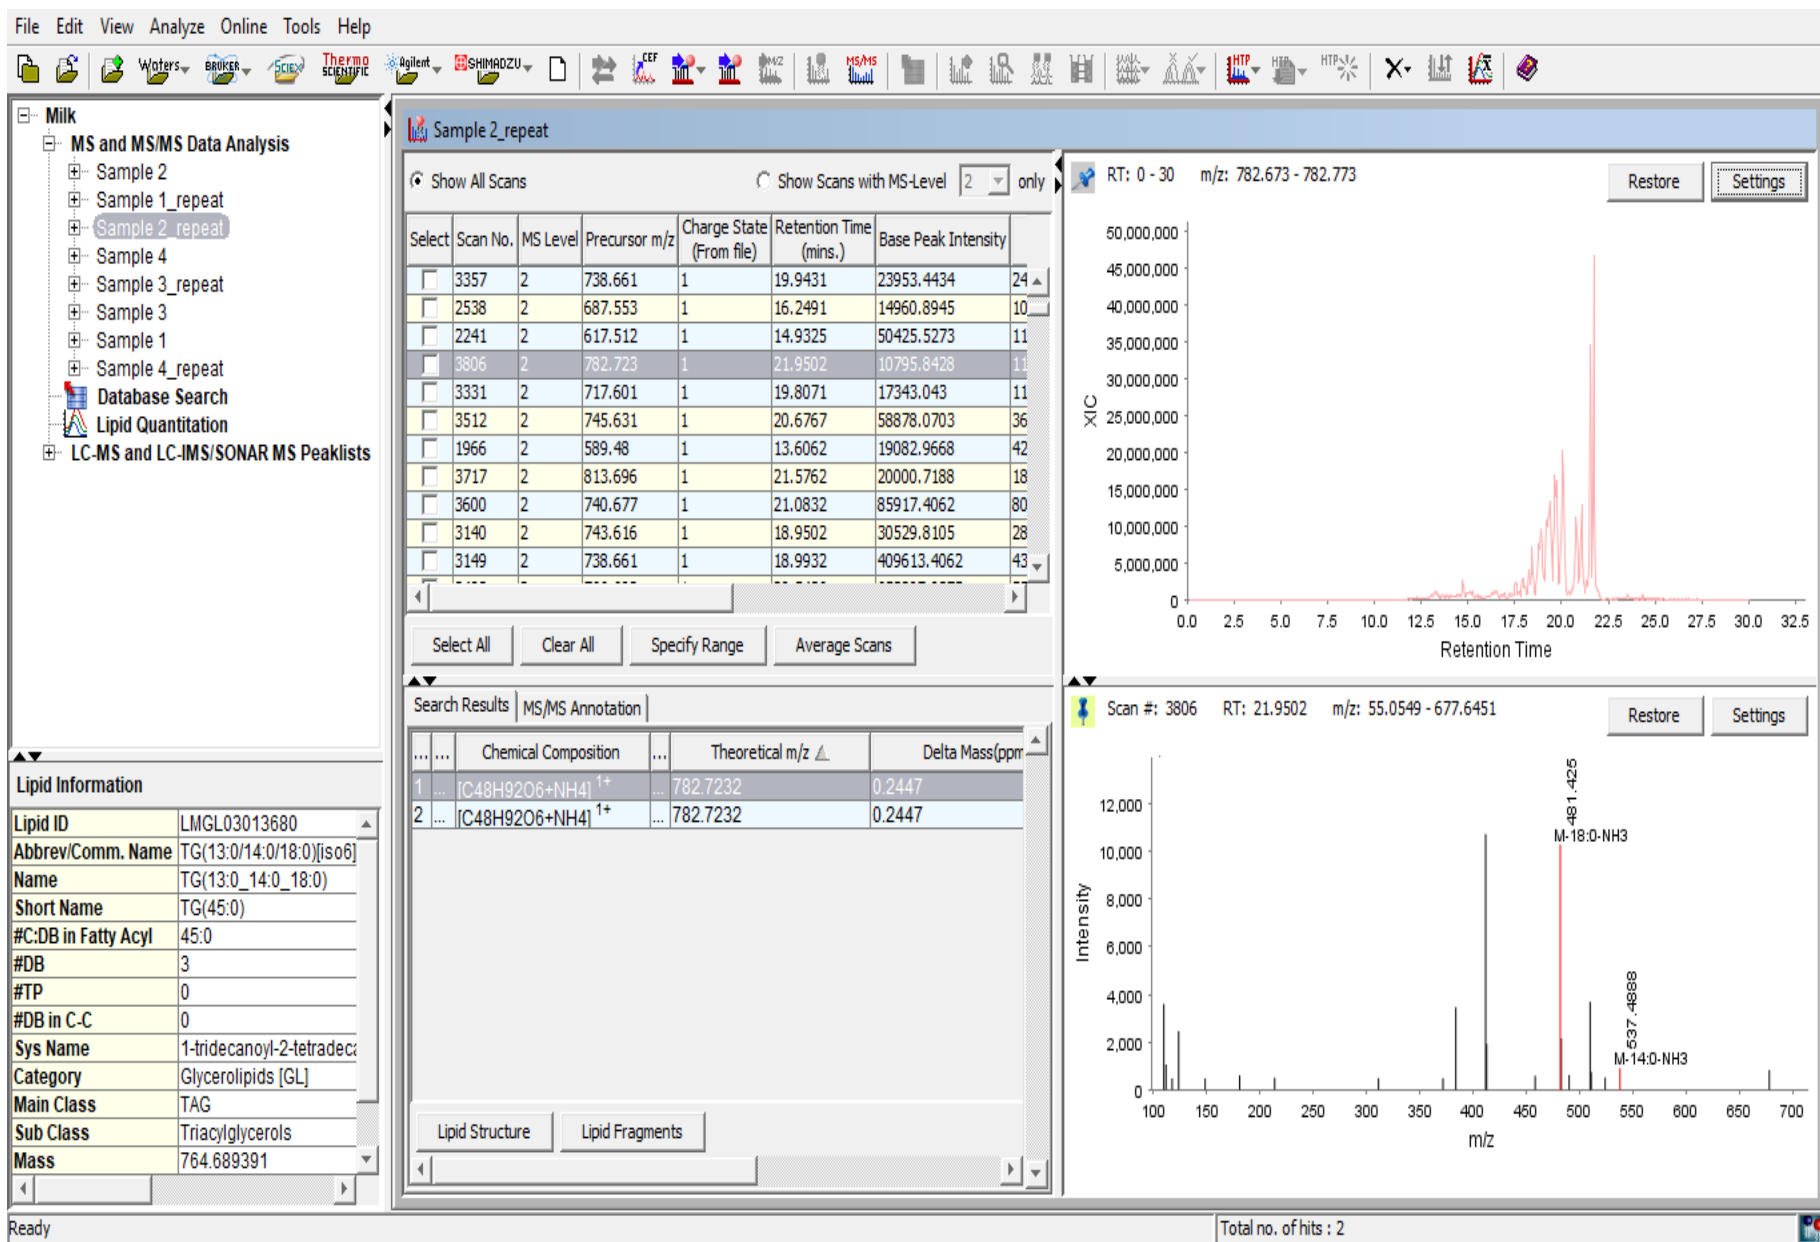 File Edit View Analyze Online Tools Help
Waters BRUKER SCIEX Thermo SCIENTIFIC Agilent SHIMADZU CEF M/Z MS/MS HTP HTP HTP
Milk
MS and MS/MS Data Analysis
Sample 2
Sample 1_repeat
Sample 2_repeat
Sample 4
Sample 3_repeat
Sample 3
Sample 1
Sample 4_repeat
Database Search
Lipid Quantitation
LC-MS and LC-IMS/SONAR MS Peaklists
Lipid Information
Lipid ID LMGL03013680
Abbrev/Comm. Name TG(13:0/14:0/18:0)[iso6]
Name TG(13:0_14:0_18:0)
Short Name TG(45:0)
#C:DB in Fatty Acyl 45:0
#DB 3
#TP 0
#DB in C-C 0
Sys Name 1-tridecanoyl-2-tetradeca
Category Glycerolipids [GL]
Main Class TAG
Sub Class Triacylglycerols
Mass 764.689391
Sample 2_repeat
Show All Scans Show Scans with MS-Level 2 only
Select Scan No. MS Level Precursor m/z Charge State (From file) Retention Time (mins.) Base Peak Intensity
3357 2 738.661 1 19.9431 23953.4434 24
2538 2 687.553 1 16.2491 14960.8945 10
2241 2 617.512 1 14.9325 50425.5273 11
3806 2 782.723 1 21.9502 10795.8428 11
3331 2 717.601 1 19.8071 17343.043 11
3512 2 745.631 1 20.6767 58878.0703 36
1966 2 589.48 1 13.6062 19082.9668 42
3717 2 813.696 1 21.5762 20000.7188 18
3600 2 740.677 1 21.0832 85917.4062 80
3140 2 743.616 1 18.9502 30529.8105 28
3149 2 738.661 1 18.9932 409613.4062 43
Select All Clear All Specify Range Average Scans
Search Results MS/MS Annotation
... ... Chemical Composition ... Theoretical m/z Delta Mass(ppm
1 ... [C48H92O6+NH4] 1+ ... 782.7232 0.2447
2 ... [C48H92O6+NH4] 1+ ... 782.7232 0.2447
Lipid Structure Lipid Fragments
RT: 0 - 30 m/z: 782.673 - 782.773
Restore Settings
50,000,000
45,000,000
40,000,000
35,000,000
30,000,000
25,000,000
20,000,000
15,000,000
10,000,000
5,000,000
0
XIC
0.0 2.5 5.0 7.5 10.0 12.5 15.0 17.5 20.0 22.5 25.0 27.5 30.0 32.5
Retention Time
Scan #: 3806 RT: 21.9502 m/z: 55.0549 - 677.6451
Restore Settings
12,000
10,000
8,000
6,000
4,000
2,000
0
Intensity
481.425
M-18:0-NH3
537.4888
M-14:0-NH3
100 150 200 250 300 350 400 450 500 550 600 650 700
m/z
Ready
Total no. of hits : 2